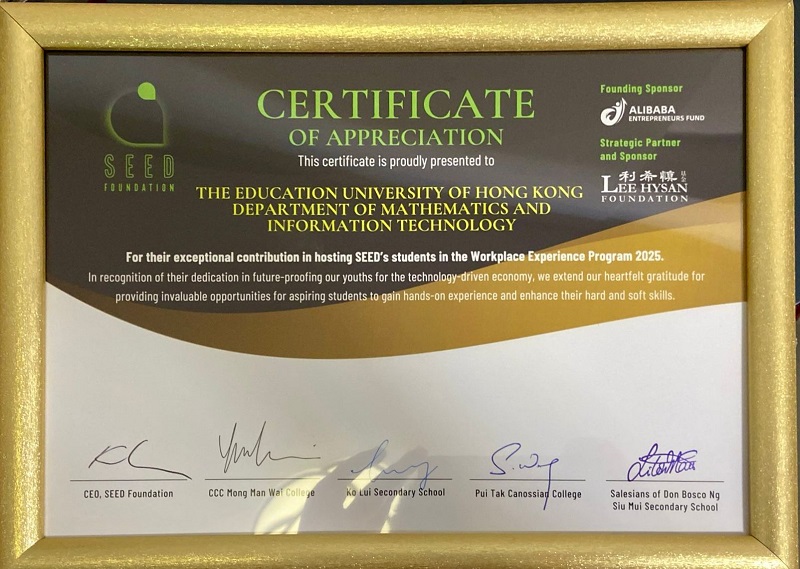 SEED
FOUNDATION
CERTIFICATE
OF APPRECIATION
This certificate is proudly presented to
THE EDUCATION UNIVERSITY OF HONG KONG
DEPARTMENT OF MATHEMATICS AND
INFORMATION TECHNOLOGY
Founding Sponsor
ALIBABA
ENTREPRENEURS FUND
Strategic Partner
and Sponsor
利希慎
基金
LEE HYSAN
FOUNDATION
For their exceptional contribution in hosting SEED's students in the Workplace Experience Program 2025.
In recognition of their dedication in future-proofing our youths for the technology-driven economy, we extend our heartfelt gratitude for
providing invaluable opportunities for aspiring students to gain hands-on experience and enhance their hard and soft skills.
CEO, SEED Foundation
CCC Mong Man Wai College
Ko Lui Secondary School
S. Wong
Pui Tak Canossian College
Salesians of Don Bosco Ng
Siu Mui Secondary School